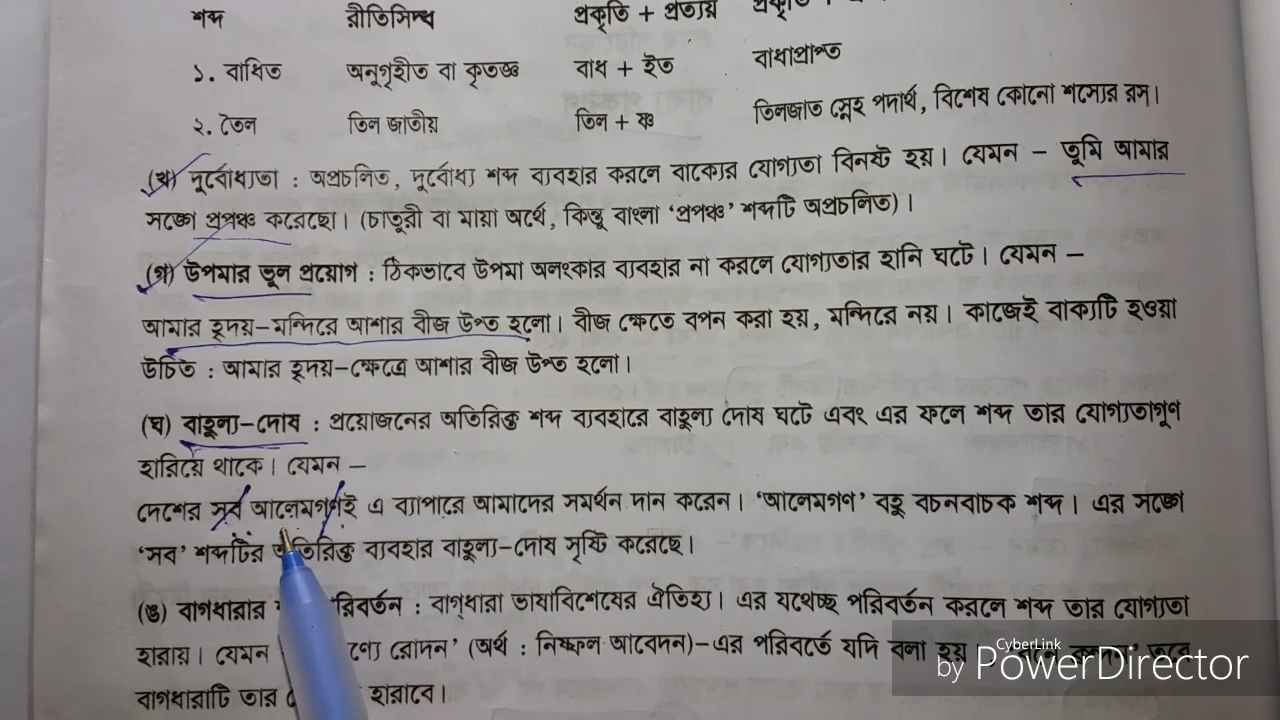 শব্দ রীতিসিদ্ধ প্রকৃতি + প্রত্যয়
১. বাধিত অনুগৃহীত বা কৃতজ্ঞ বাধ + ইত বাধাপ্রাপ্ত
২. তৈল তিল জাতীয় তিল + ষ্ণ তিলজাত স্নেহ পদার্থ, বিশেষ কোনো শস্যের রস।
(খ) দুর্বোধ্যতা : অপ্রচলিত, দুর্বোধ্য শব্দ ব্যবহার করলে বাক্যের যোগ্যতা বিনষ্ট হয়। যেমন – তুমি আমার
সঙ্গে প্রপঞ্চ করেছো। (চাতুরী বা মায়া অর্থে, কিন্তু বাংলা ‘প্রপঞ্চ’ শব্দটি অপ্রচলিত)।
(গ) উপমার ভুল প্রয়োগ : ঠিকভাবে উপমা অলংকার ব্যবহার না করলে যোগ্যতার হানি ঘটে। যেমন –
আমার হৃদয়-মন্দিরে আশার বীজ উপ্ত হলো। বীজ ক্ষেতে বপন করা হয়, মন্দিরে নয়। কাজেই বাক্যটি হওয়া
উচিত : আমার হৃদয়-ক্ষেত্রে আশার বীজ উপ্ত হলো।
(ঘ) বাহুল্য-দোষ : প্রয়োজনের অতিরিক্ত শব্দ ব্যবহারে বাহুল্য দোষ ঘটে এবং এর ফলে শব্দ তার যোগ্যতাগুণ
হারিয়ে থাকে। যেমন –
দেশের সব আলেমগণই এ ব্যাপারে আমাদের সমর্থন দান করেন। ‘আলেমগণ’ বহু বচনবাচক শব্দ। এর সঙ্গে
‘সব’ শব্দটির অতিরিক্ত ব্যবহার বাহুল্য-দোষ সৃষ্টি করেছে।
(ঙ) বাগধারার পরিবর্তন : বাগ্ধারা ভাষাবিশেষের ঐতিহ্য। এর যথেচ্ছ পরিবর্তন করলে শব্দ তার যোগ্যতা
হারায়। যেমন রোদন’ (অর্থ : নিষ্ফল আবেদন)-এর পরিবর্তে যদি বলা হয়
বাগধারাটি তার হারাবে।
CyberLink
by PowerDirector